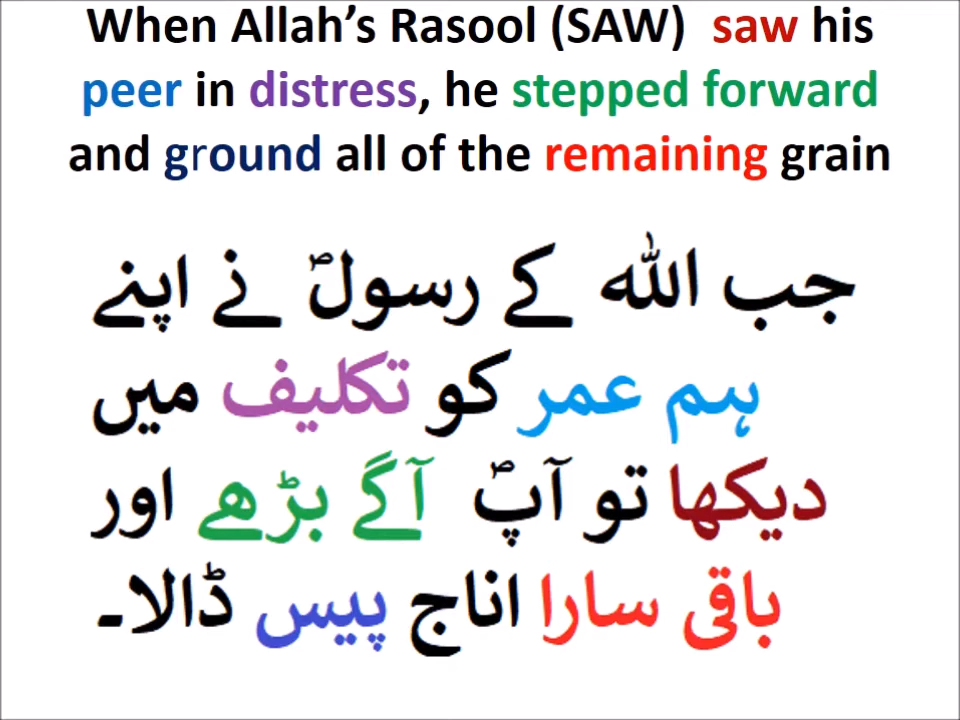 When Allah’s Rasool (SAW)  saw his
peer in distress, he stepped forward
and ground all of the remaining grain
جب اللہ کے رسولؐ نے اپنے
ہم عمر کو تکلیف میں
دیکھا تو آپؐ آگے بڑھے اور
باقی سارا اناج پیس ڈالا۔